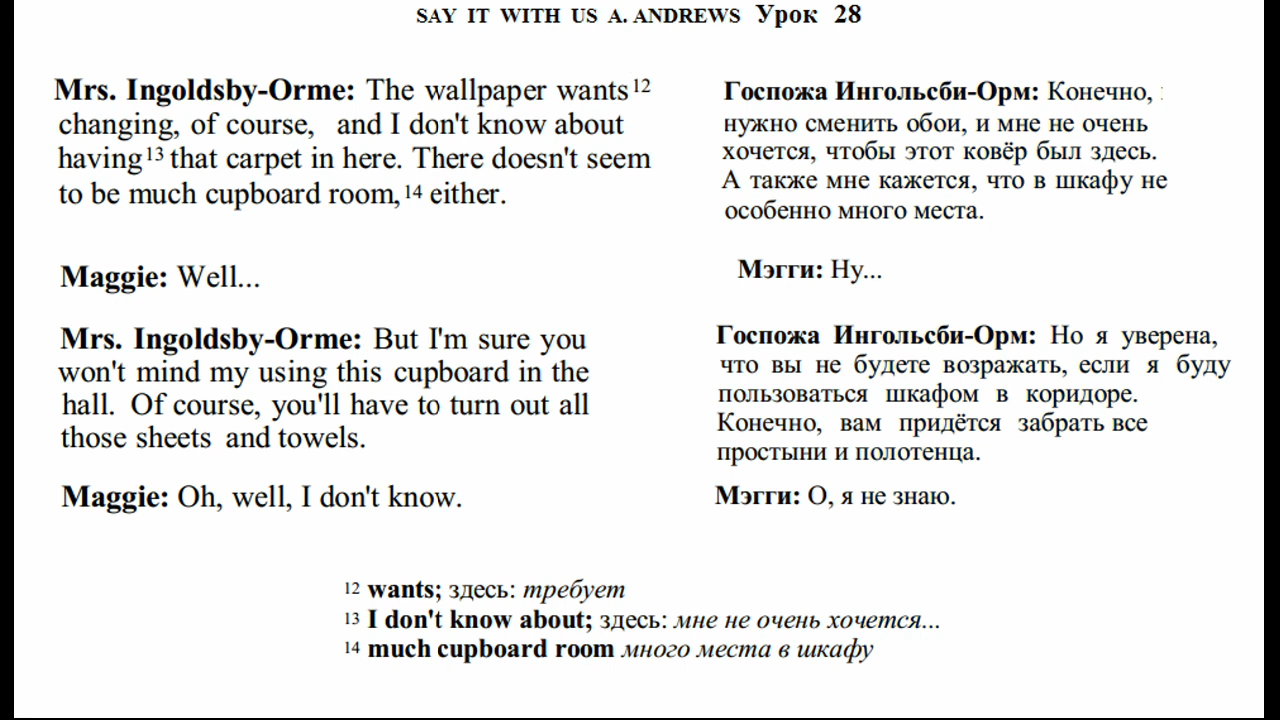 SAY IT WITH US A. ANDREWS Урок 28
Mrs. Ingoldsby-Orme: The wallpaper wants12
changing, of course, and I don't know about
having13 that carpet in here. There doesn't seem
to be much cupboard room,14 either.
Maggie: Well...
Mrs. Ingoldsby-Orme: But I'm sure you
won't mind my using this cupboard in the
hall. Of course, you'll have to turn out all
those sheets and towels.
Maggie: Oh, well, I don't know.
Госпожа Ингольсби-Орм: Конечно,
нужно сменить обои, и мне не очень
хочется, чтобы этот ковёр был здесь.
А также мне кажется, что в шкафу не
особенно много места.
Мэгги: Ну...
Госпожа Ингольсби-Орм: Но я уверена,
что вы не будете возражать, если я буду
пользоваться шкафом в коридоре.
Конечно, вам придётся забрать все
простыни и полотенца.
Мэгги: О, я не знаю.
12 wants; здесь: требует
13 I don't know about; здесь: мне не очень хочется...
14 much cupboard room много места в шкафу